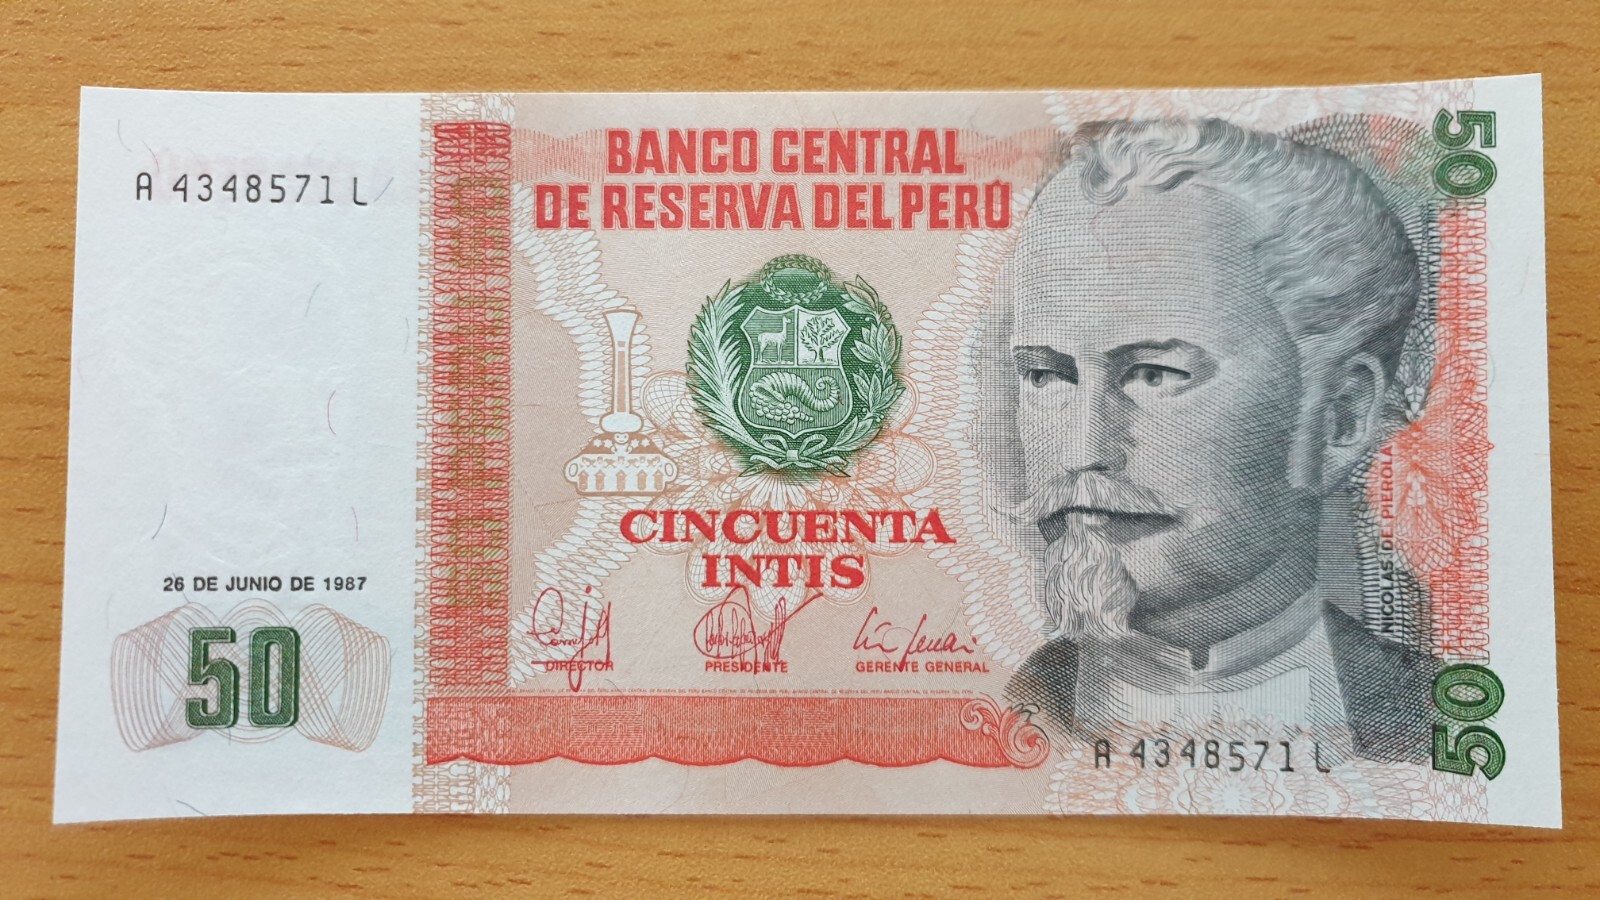 A 4348571 L
BANCO CENTRAL
DE RESERVA DEL PERÚ
50
CINCUENTA
INTIS
NICOLAS DE PIEROLA
26 DE JUNIO DE 1987
50
DIRECTOR
PRESIDENTE
GERENTE GENERAL
A 4348571 L
50